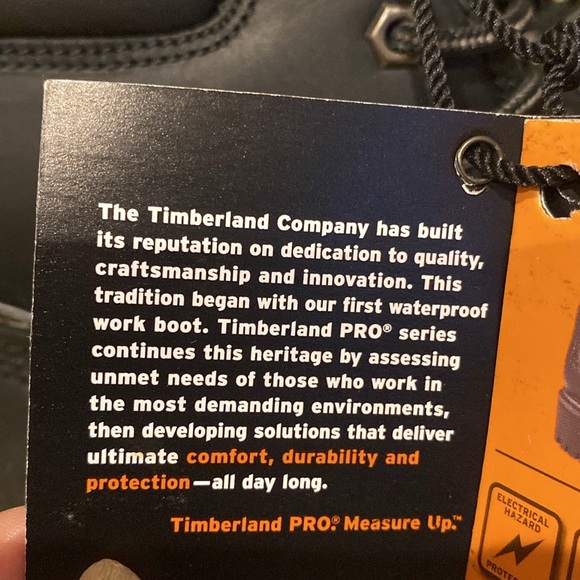 The Timberland Company has built
its reputation on dedication to quality,
craftsmanship and innovation. This
tradition began with our first waterproof
work boot. Timberland PRO® series
continues this heritage by assessing
unmet needs of those who work in
the most demanding environments,
then developing solutions that deliver
ultimate comfort, durability and
protection—all day long.
Timberland PRO.® Measure Up.™
ELECTRICAL
HAZARD